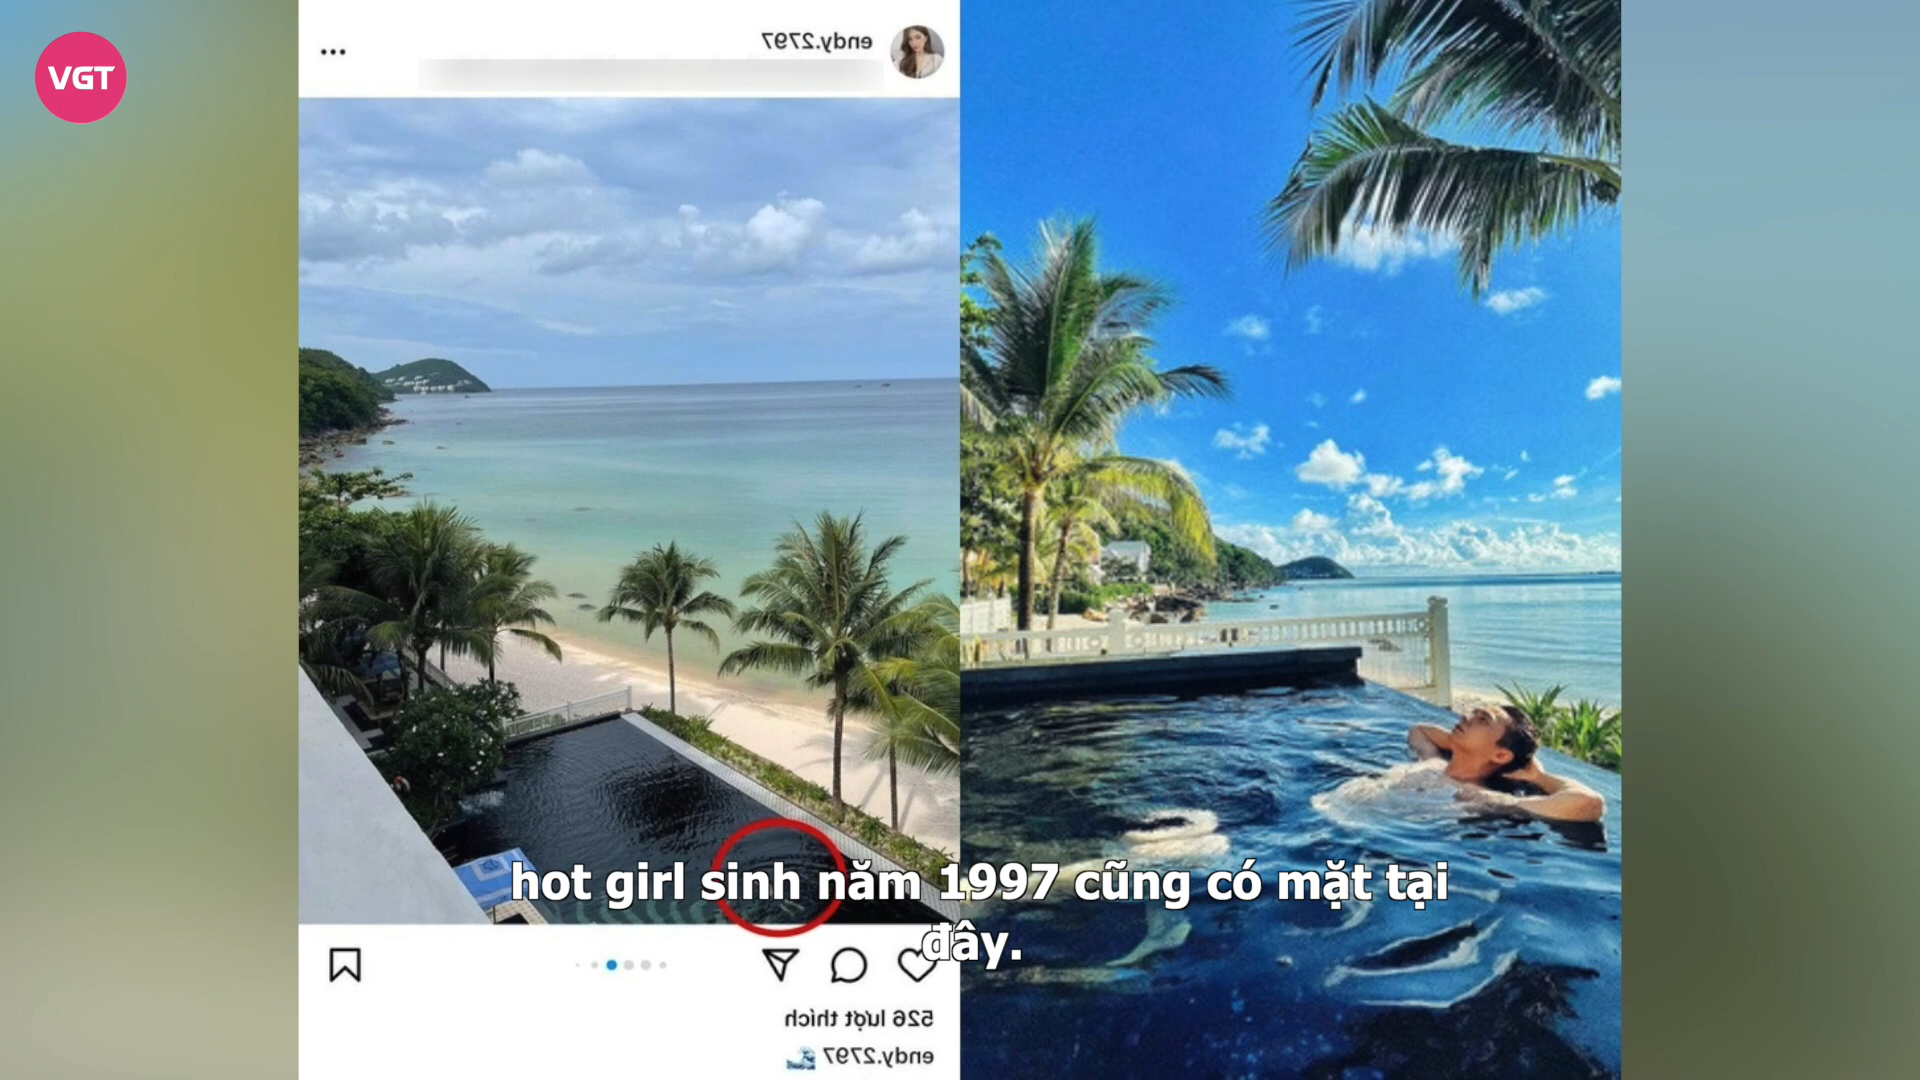 VGT
endy.2797
hot girl sinh năm 1997 cũng có mặt tại
đây.
526 lượt thích
endy.2797